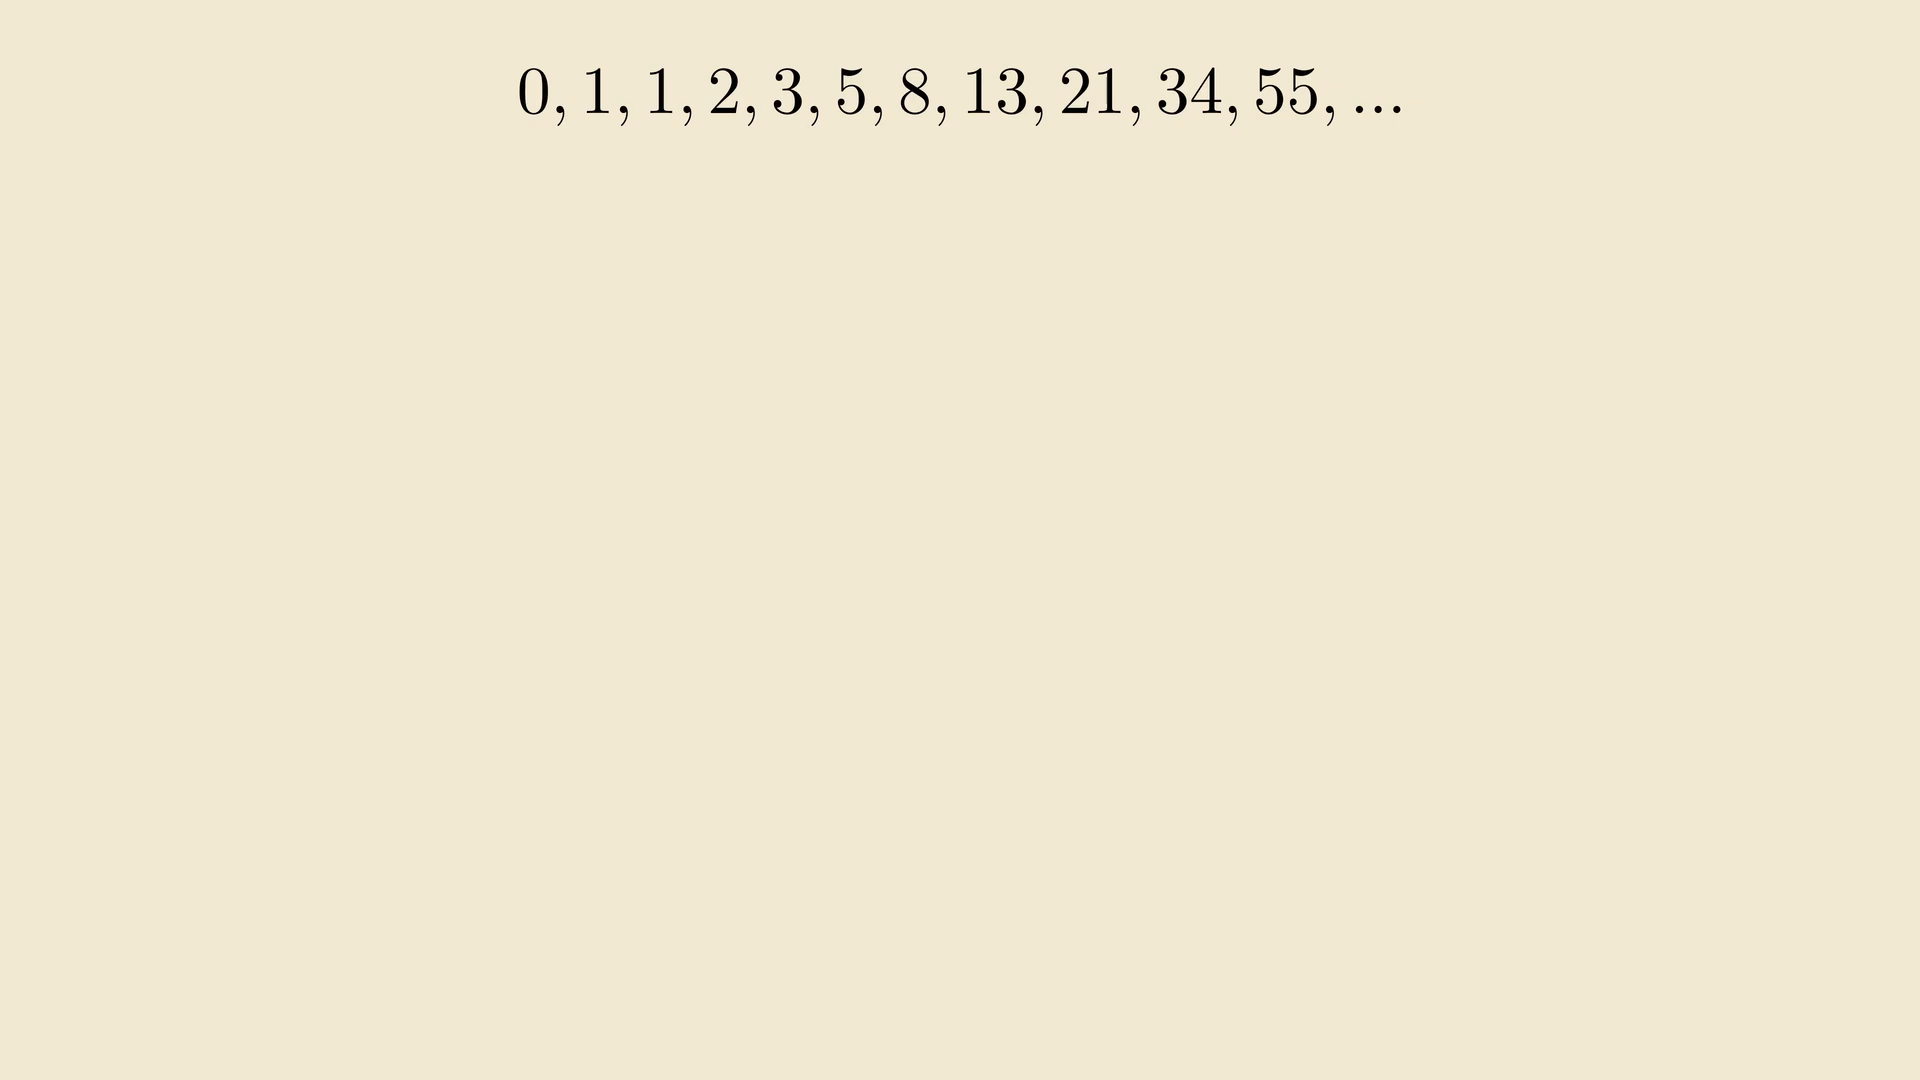 0, 1, 1, 2, 3, 5, 8, 13, 21, 34, 55, ...